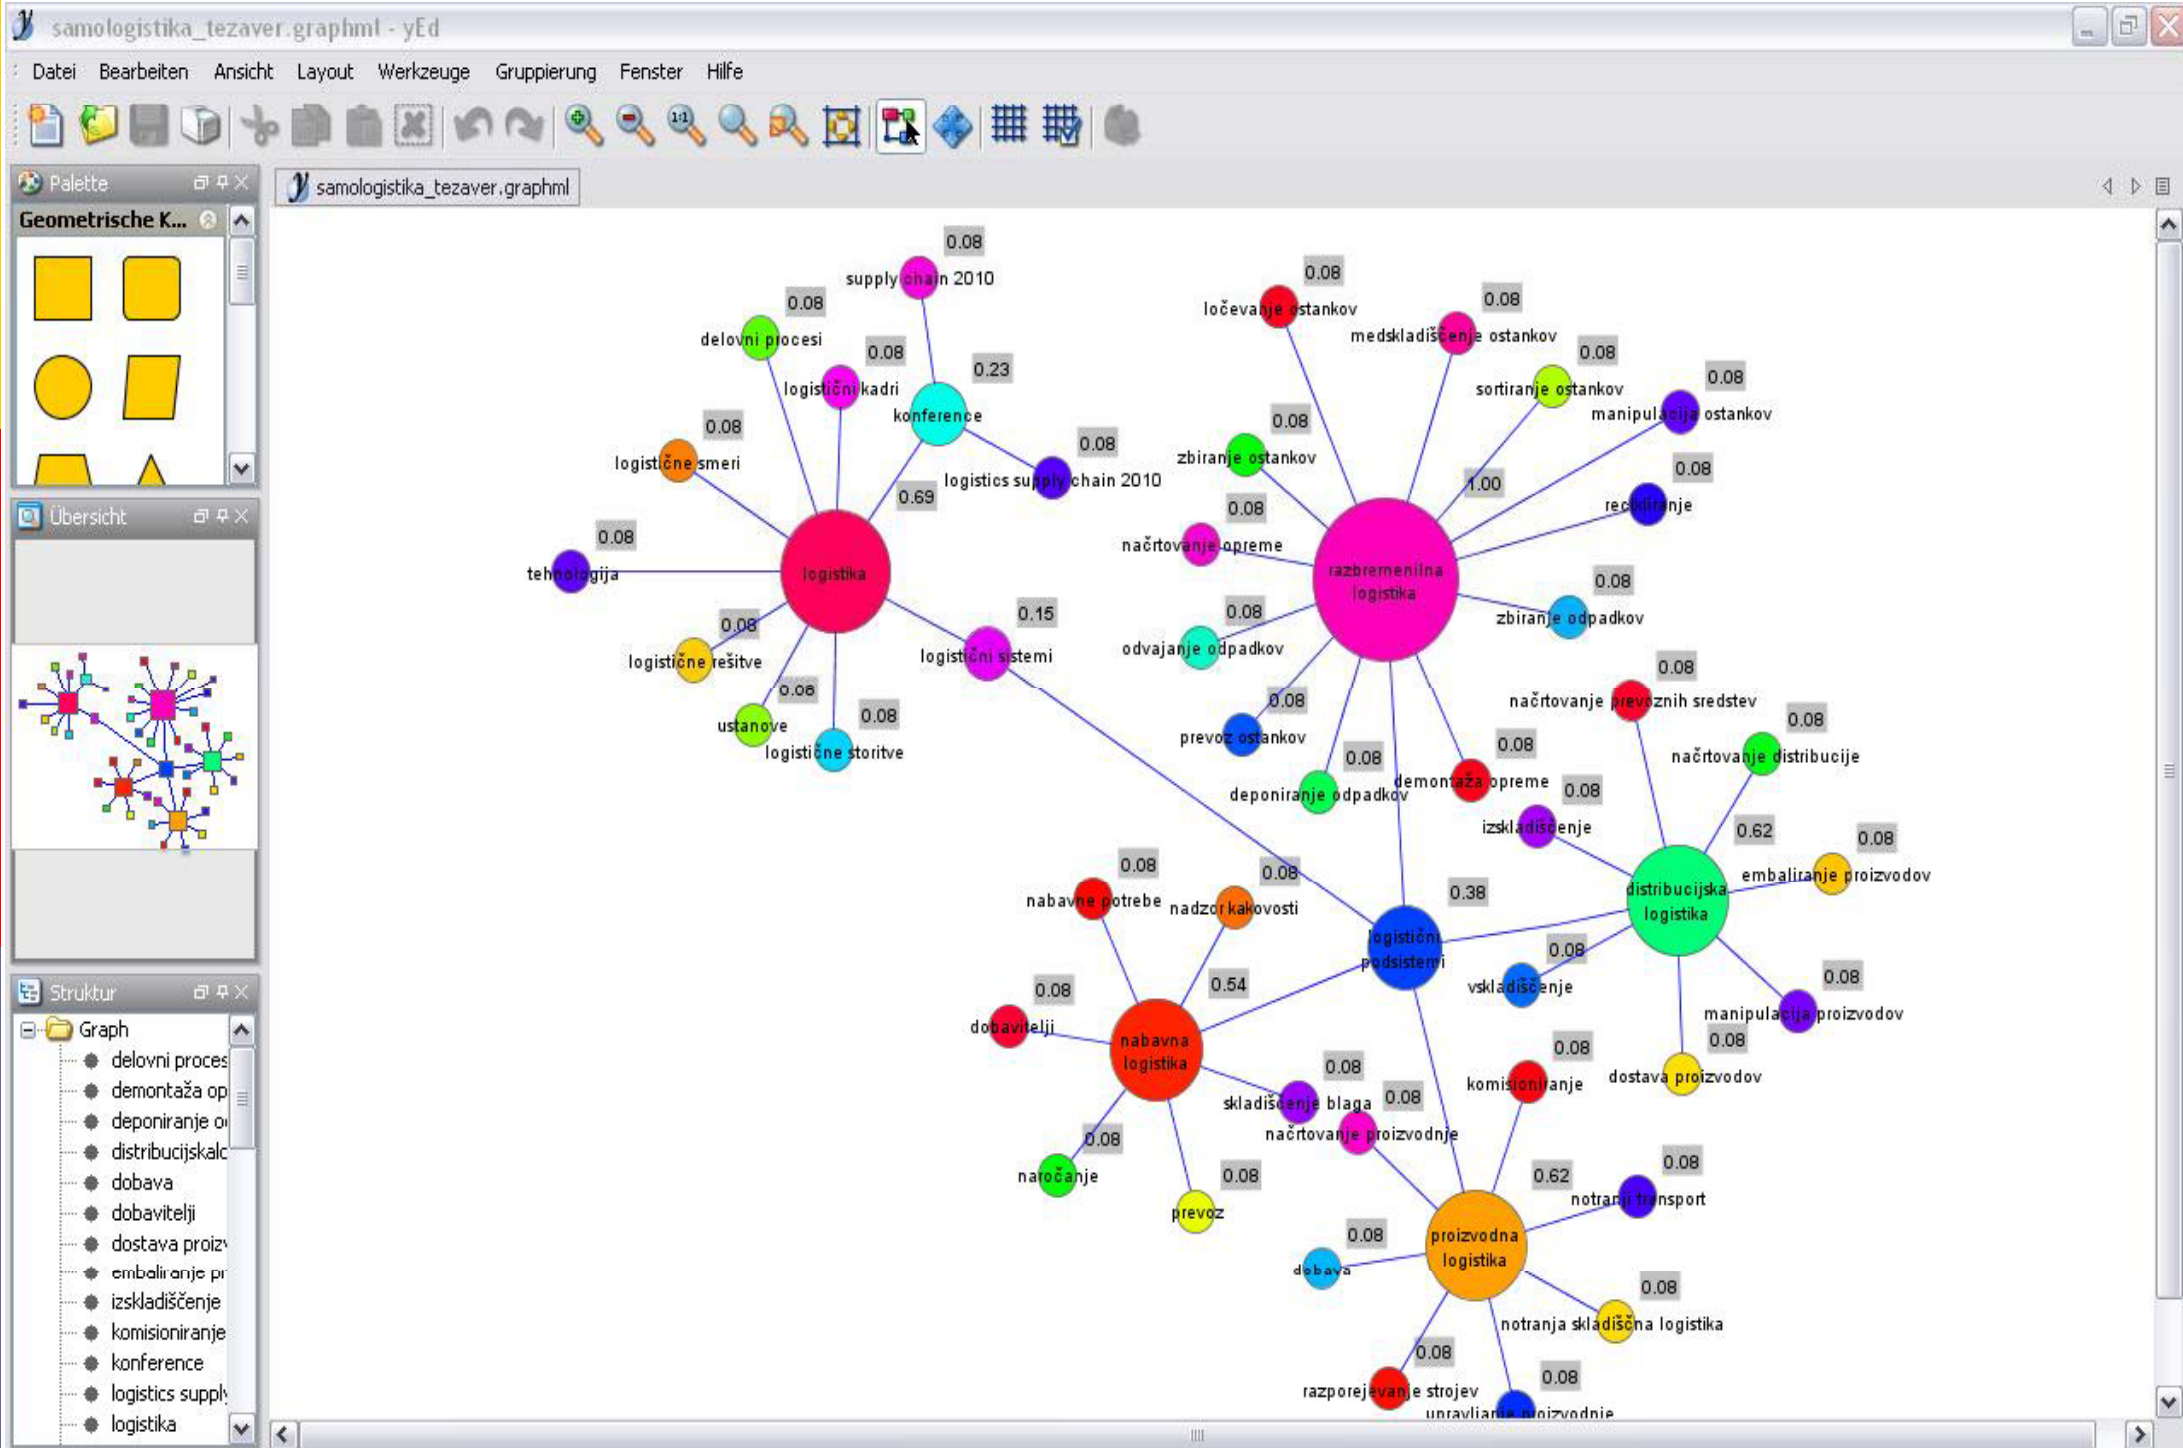 samologistika_tezaver.graphml - yEd
Datei Bearbeiten Ansicht Layout Werkzeuge Gruppierung Fenster Hilfe
1:1
Palette
samologistika_tezaver.graphml
Geometrische K...
Übersicht
Struktur
Graph
delovni proces
demontaža op
deponiranje o
distribucijskalo
dobava
dobavitelji
dostava proizv
embaliranje pr
izskladiščenje
komisioniranje
konference
logistics supply
logistika
0.08
supply chain 2010
0.08
delovni procesi
0.08
logistični kadri
0.23
konference
0.08
logistične smeri
0.08
logistics supply chain 2010
0.69
logistika
0.08
tehnologija
0.15
logistični sistemi
0.08
logistične rešitve
0.08
ustanove
0.08
logistične storitve
0.08
ločevanje ostankov
0.08
medskladiščenje ostankov
0.08
sortiranje ostankov
0.08
manipulacija ostankov
0.08
zbiranje ostankov
1.00
razbremenilna
logistika
0.08
recikliranje
0.08
načrtovanje opreme
0.08
zbiranje odpadkov
0.08
odvajanje odpadkov
0.08
prevoz ostankov
0.08
deponiranje odpadkov
0.08
demontaža opreme
0.08
načrtovanje prevoznih sredstev
0.08
načrtovanje distribucije
0.08
izskladiščenje
0.62
distribucijska
logistika
0.08
embaliranje proizvodov
0.08
vskladiščenje
0.08
manipulacija proizvodov
0.08
dostava proizvodov
0.38
logistični
podsistemi
0.08
nabavne potrebe
0.08
nadzor kakovosti
0.54
nabavna
logistika
0.08
dobavitelji
0.08
skladiščenje blaga
0.08
naročanje
0.08
prevoz
0.08
načrtovanje proizvodnje
0.08
komisioniranje
0.62
proizvodna
logistika
0.08
notranji transport
0.08
dobava
0.08
notranja skladiščna logistika
0.08
razporejevanje strojev
0.08
upravljanje proizvodnje